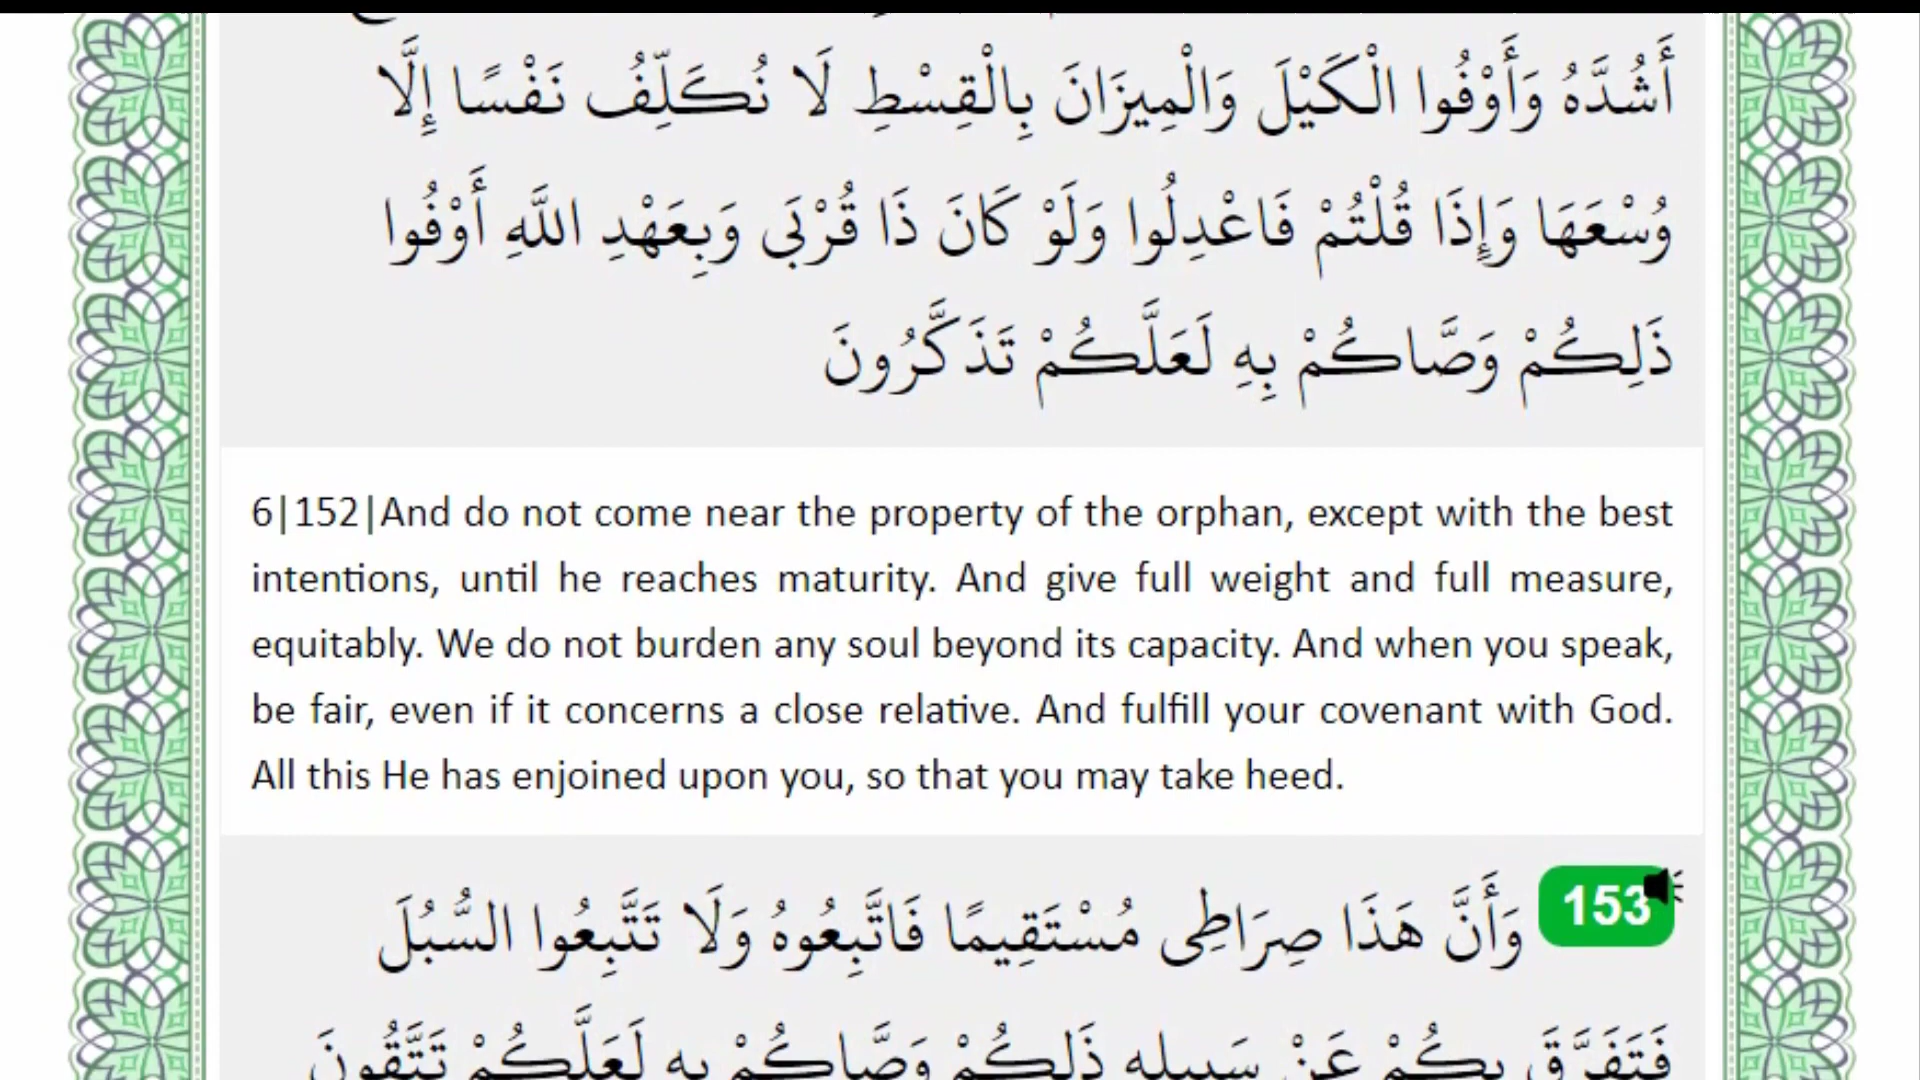 أَشُدَّهُ وَأَوْفُوا الْكَيْلَ وَالْمِيزَانَ بِالْقِسْطِ لَا نُكَلِّفُ نَفْسًا إِلَّا
وُسْعَهَا وَإِذَا قُلْتُمْ فَاعْدِلُوا وَلَوْ كَانَ ذَا قُرْبَى وَبِعَهْدِ اللَّهِ أَوْفُوا
ذَلِكُمْ وَصَّاكُمْ بِهِ لَعَلَّكُمْ تَذَكَّرُونَ
6|152|And do not come near the property of the orphan, except with the best
intentions, until he reaches maturity. And give full weight and full measure,
equitably. We do not burden any soul beyond its capacity. And when you speak,
be fair, even if it concerns a close relative. And fulfill your covenant with God.
All this He has enjoined upon you, so that you may take heed.
153 وَأَنَّ هَذَا صِرَاطِى مُسْتَقِيمًا فَاتَّبِعُوهُ وَلَا تَتَّبِعُوا السُّبُلَ
فَتَفَرَّقَ بِكُمْ عَنْ سَبِيلِهِ ذَلِكُمْ وَصَّاكُمْ بِهِ لَعَلَّكُمْ تَتَّقُونَ